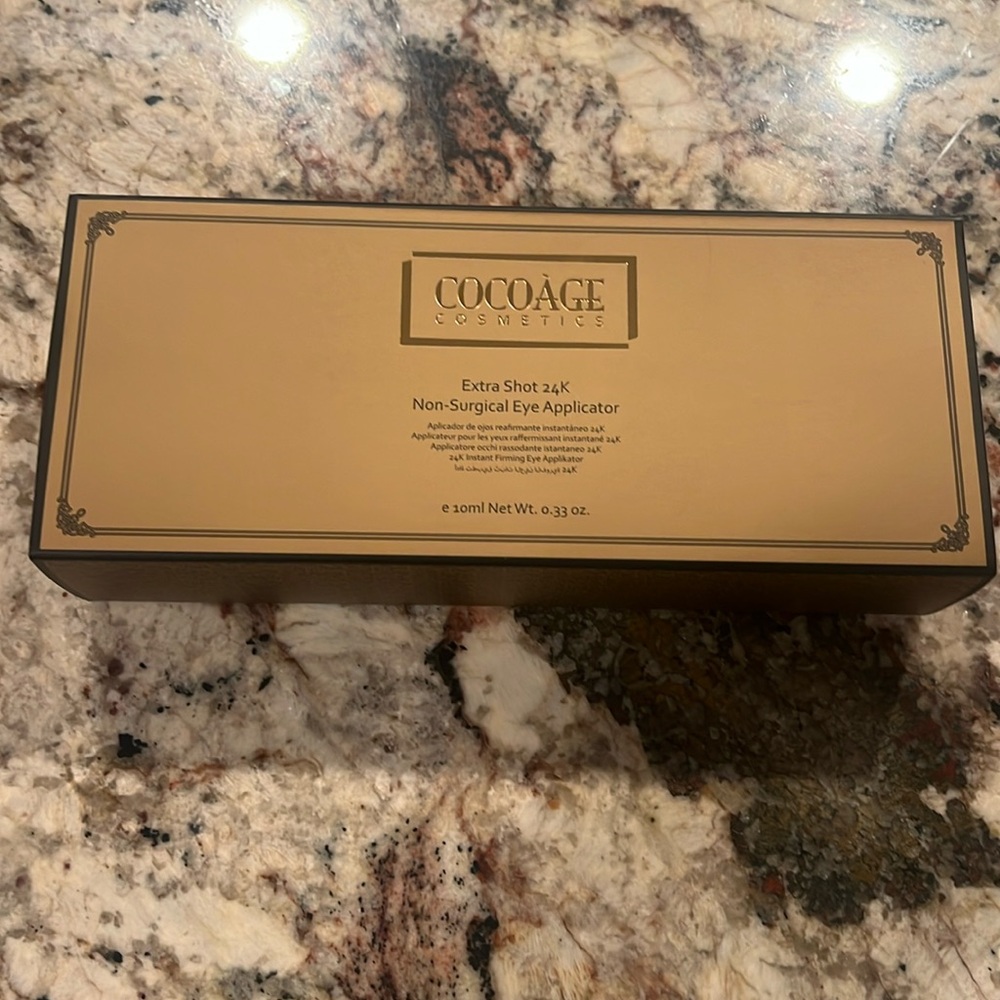 COCOÀGE
COSMETICS
Extra Shot 24K
Non-Surgical Eye Applicator
Aplicador de ojos reafirmante instantáneo 24K
Applicateur pour les yeux raffermissant instantané 24K
Applicatore occhi rassodante istantaneo 24K
24K Instant Firming Eye Applikator
24K
e 10ml Net Wt. 0.33 oz.